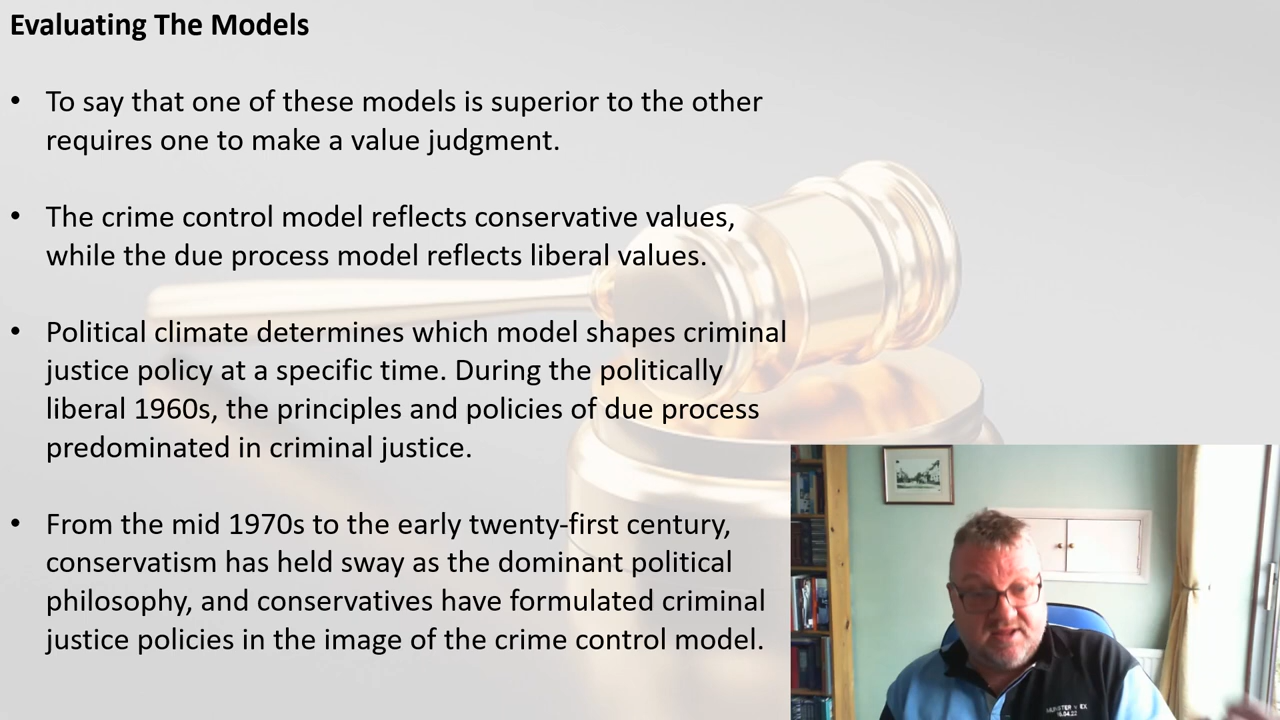 Evaluating The Models
• To say that one of these models is superior to the other
requires one to make a value judgment.
• The crime control model reflects conservative values,
while the due process model reflects liberal values.
• Political climate determines which model shapes criminal
justice policy at a specific time. During the politically
liberal 1960s, the principles and policies of due process
predominated in criminal justice.
• From the mid 1970s to the early twenty-first century,
conservatism has held sway as the dominant political
philosophy, and conservatives have formulated criminal
justice policies in the image of the crime control model.